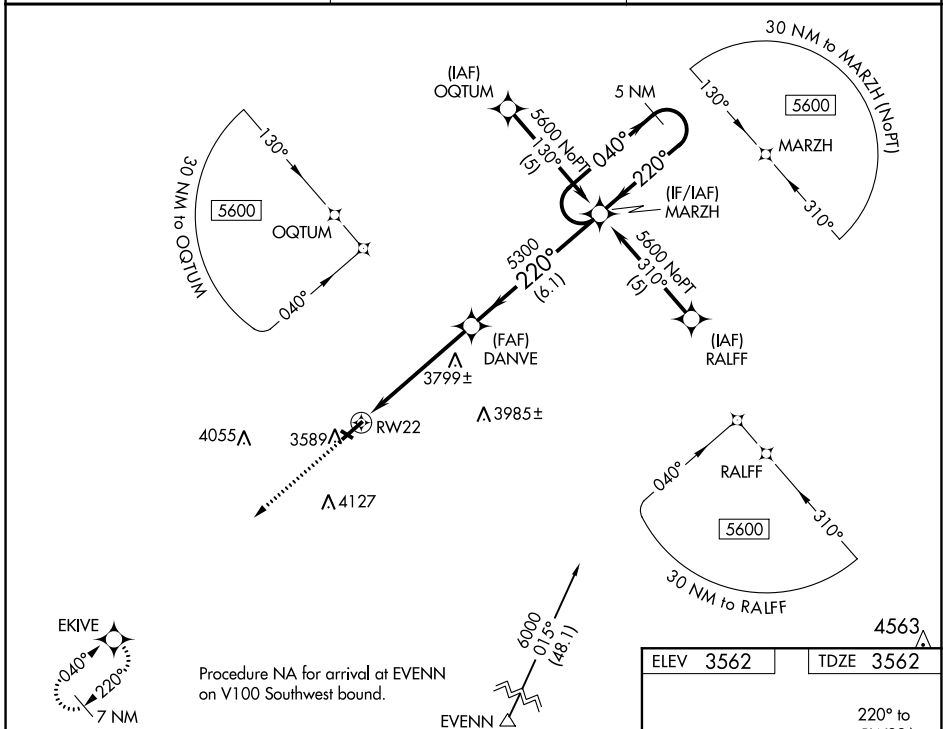 30 NM to MARZH (NoPT)
130°
5600
MARZH
310°
(IAF)
OQTUM
5600 NoPT
130°
(5)
5 NM
040°
220°
(IF/IAF)
MARZH
30 NM to OQTUM
130°
5600
OQTUM
040°
5300
220°
(6.1)
5600 NoPT
310°
(5)
(IAF)
RALFF
(FAF)
DANVE
3799±
3985±
4055
3589
RW22
4127
RALFF
040°
310°
5600
30 NM to RALFF
EKIVE
040°
220°
7 NM
Procedure NA for arrival at EVENN
on V100 Southwest bound.
6000
015°
(48.1)
EVENN
4563
ELEV 3562
TDZE 3562
220° to